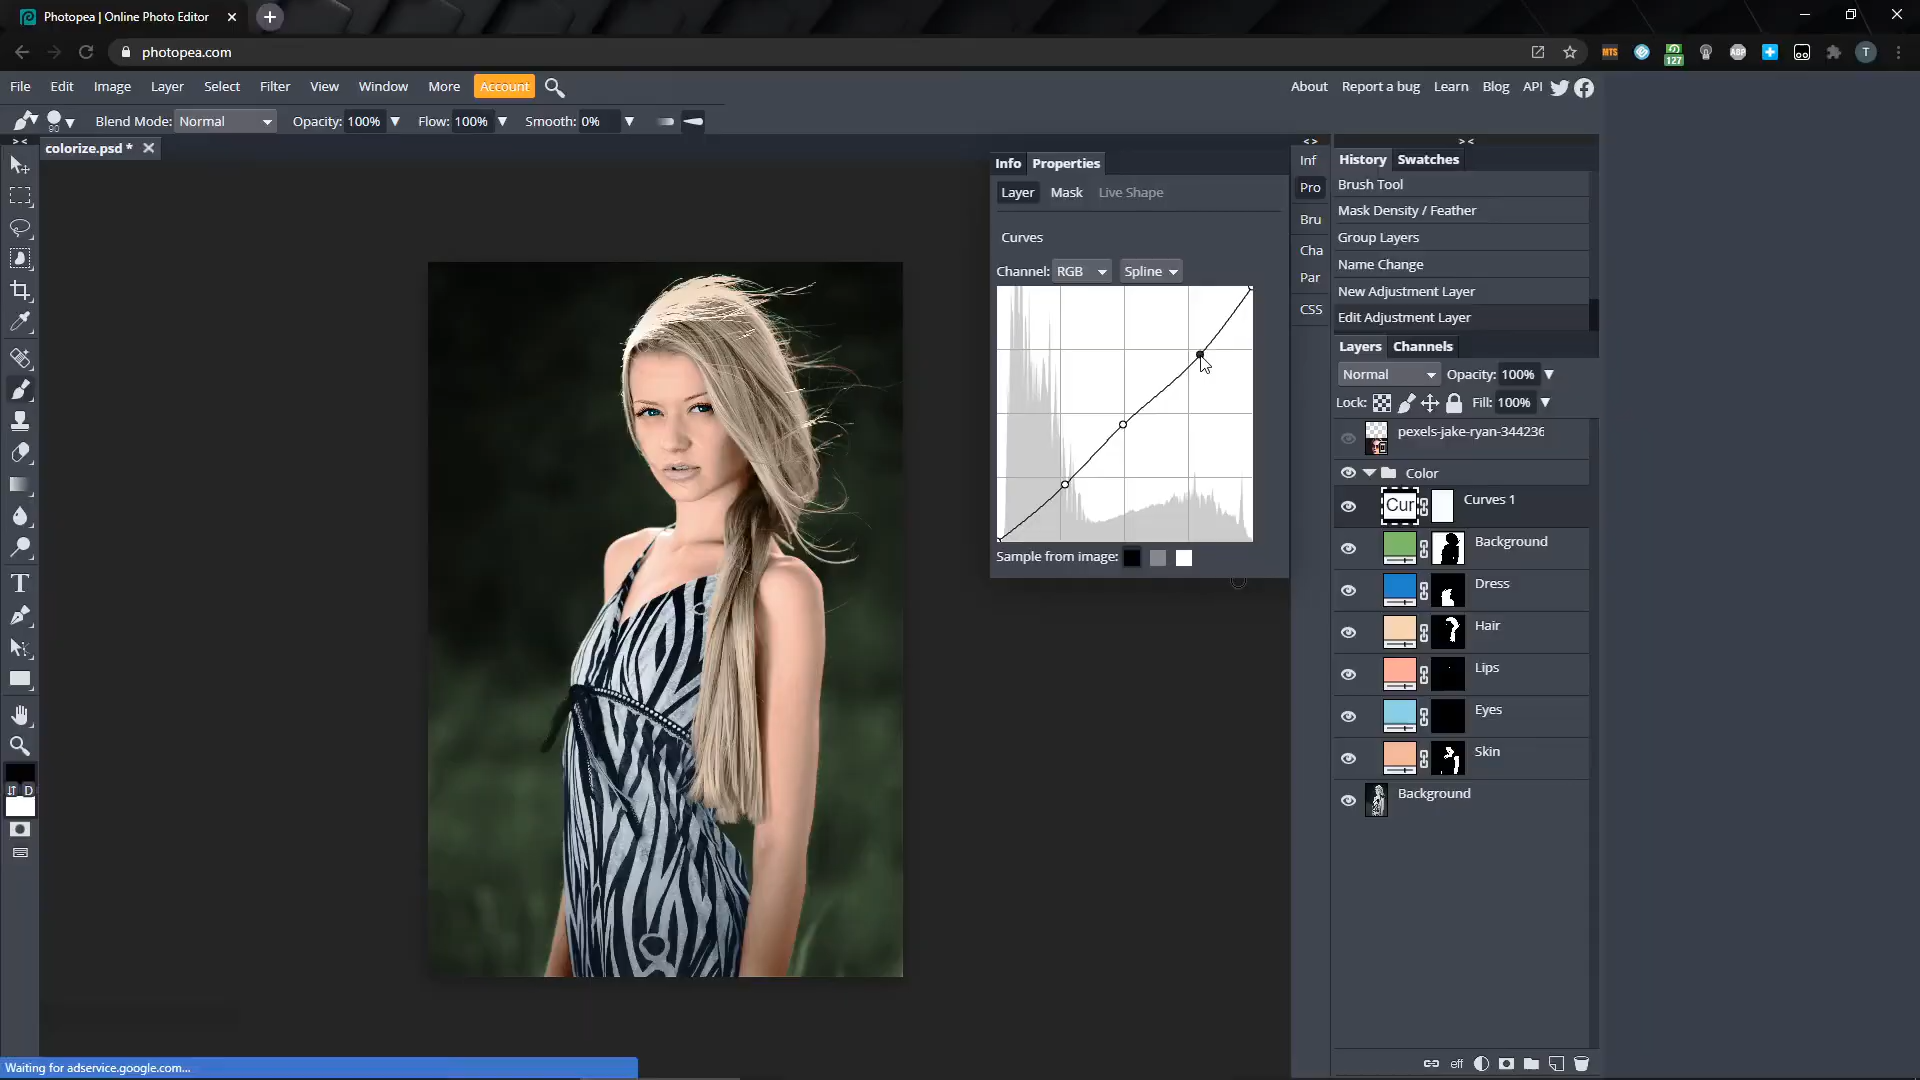 Photopea | Online Photo Editor
photopea.com
MTS
127
ABP
T
File Edit Image Layer Select Filter View Window More Account
About Report a bug Learn Blog API
90 Blend Mode: Normal Opacity: 100% Flow: 100% Smooth: 0%
colorize.psd *
Info Properties
Layer Mask Live Shape
Curves
Channel: RGB Spline
Sample from image:
Inf
Pro
Bru
Cha
Par
CSS
History Swatches
Brush Tool
Mask Density / Feather
Group Layers
Name Change
New Adjustment Layer
Edit Adjustment Layer
Layers Channels
Normal Opacity: 100%
Lock: Fill: 100%
pexels-jake-ryan-344236
Color
Cur Curves 1
Background
Dress
Hair
Lips
Eyes
Skin
Background
eff
T
D
Waiting for adservice.google.com...